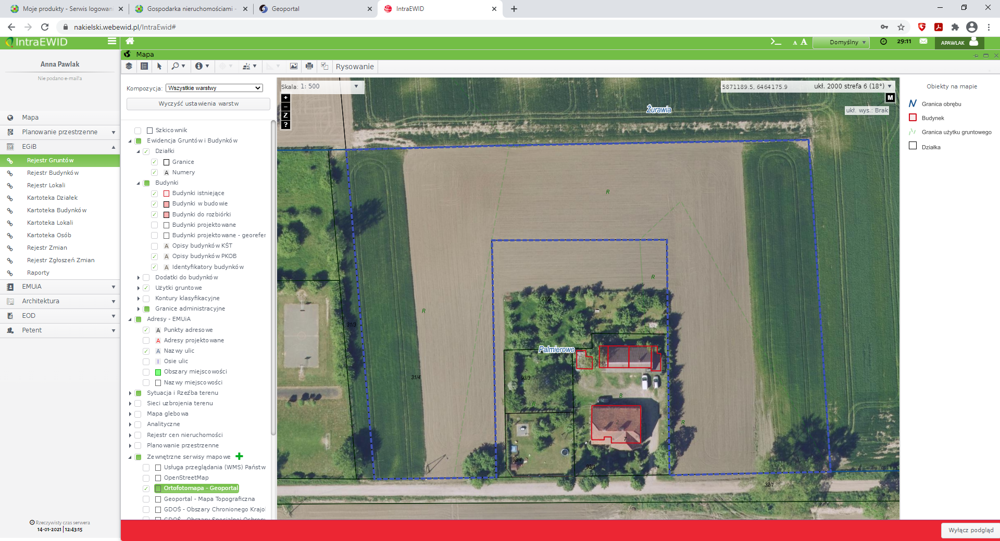 Moje produkty - Serwis logowan
Gospodarka nieruchomościami -
Geoportal
IntraEWID
nakielski.webewid.pl/IntraEwid#
IntraEWID
Domyślny
29:11
APAWLAK
Anna Pawlak
Nie podano e-mail'a
Mapa
Planowanie przestrzenne
EGiB
Rejestr Gruntów
Rejestr Budynków
Rejestr Lokali
Kartoteka Działek
Kartoteka Budynków
Kartoteka Lokali
Kartoteka Osób
Rejestr Zmian
Rejestr Zgłoszeń Zmian
Raporty
EMUiA
Architektura
EOD
Petent
Rzeczywisty czas serwera
14-01-2021 | 12:43:15
Mapa
Rysowanie
Kompozycja: Wszystkie warstwy
Wyczyść ustawienia warstw
Szkicownik
Ewidencja Gruntów i Budynków
Działki
Granice
A Numery
Budynki
Budynki istniejące
Budynki w budowie
Budynki do rozbiórki
Budynki projektowane
Budynki projektowane - georefer
A Opisy budynków KŚT
A Opisy budynków PKOB
A Identyfikatory budynków
Dodatki do budynków
Użytki gruntowe
Kontury klasyfikacyjne
Granice administracyjne
Adresy - EMUiA
A Punkty adresowe
A Adresy projektowane
A Nazwy ulic
Osie ulic
Obszary miejscowości
Nazwy miejscowości
Sytuacja i Rzeźba terenu
Sieci uzbrojenia terenu
Mapa glebowa
Analityczne
Rejestr cen nieruchomości
Planowanie przestrzenne
Zewnętrzne serwisy mapowe
Usługa przeglądania (WMS) Państw
OpenStreetMap
Ortofotomapa - Geoportal
Geoportal - Mapa Topograficzna
GDOŚ - Obszary Chronionego Krajo
GDOŚ - Obszary Specjalnej Ochrony
Skala: 1: 500
+
−
Z
?
5871189.5, 6464175.9
ukł. 2000 strefa 6 (18°)
M
ukł. wys.: Brak
Żurawia
R
R
93/2
R
31/3
Palmierowo
31/4
93/3
B
R
R
2
7
93/4
93/1
32/1
Obiekty na mapie
Granica obrębu
Budynek
Granica użytku gruntowego
Działka
Wyłącz podgląd